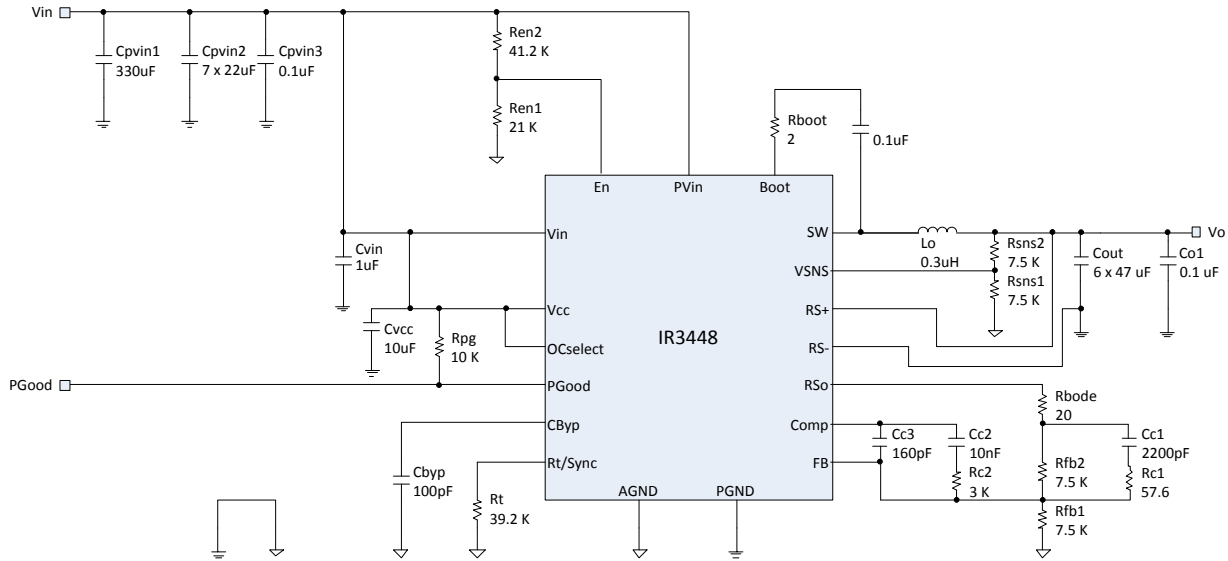 Vin
Cpvin1
330uF
Cpvin2
7 x 22uF
Cpvin3
0.1uF
Ren2
41.2 K
Ren1
21 K
Rboot
2
0.1uF
En
PVin
Boot
Vin
SW
Lo
0.3uH
Rsns2
7.5 K
Vo
Cout
6 x 47 uF
Co1
0.1 uF
Cvin
1uF
VSNS
Rsns1
7.5 K
Vcc
RS+
Cvcc
10uF
Rpg
10 K
IR3448
OCselect
RS-
PGood
PGood
RSo
Rbode
20
CByp
Comp
Cc3
160pF
Cc2
10nF
Cc1
2200pF
Rt/Sync
FB
Rc2
3 K
Rfb2
7.5 K
Rc1
57.6
Cbyp
100pF
Rt
39.2 K
AGND
PGND
Rfb1
7.5 K